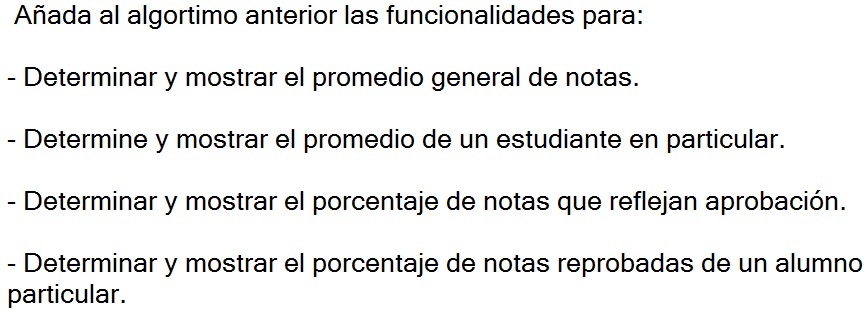 Añada al algortimo anterior las funcionalidades para:
- Determinar y mostrar el promedio general de notas.
- Determine y mostrar el promedio de un estudiante en particular.
- Determinar y mostrar el porcentaje de notas que reflejan aprobación.
- Determinar y mostrar el porcentaje de notas reprobadas de un alumno
particular.